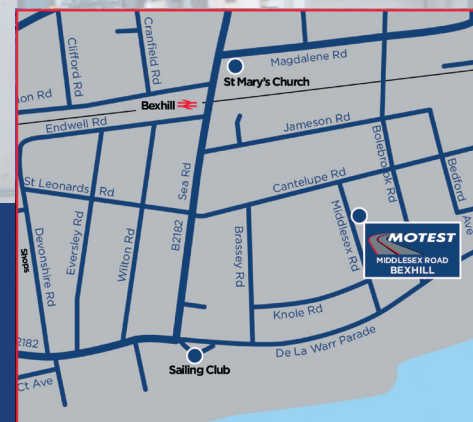 Clifford Rd
Cranfield Rd
Magdalene Rd
St Mary's Church
ion Rd
Bexhill
Endwell Rd
Jameson Rd
Bolebrook Rd
St Leonards Rd
Sea Rd
Cantelupe Rd
Bedford Ave
Shops
Devonshire Rd
Eversley Rd
Wilton Rd
B2182
Brassey Rd
Middlesex Rd
MOTEST
MIDDLESEX ROAD
BEXHILL
Knole Rd
2182
De La Warr Parade
Sailing Club
Ct Ave